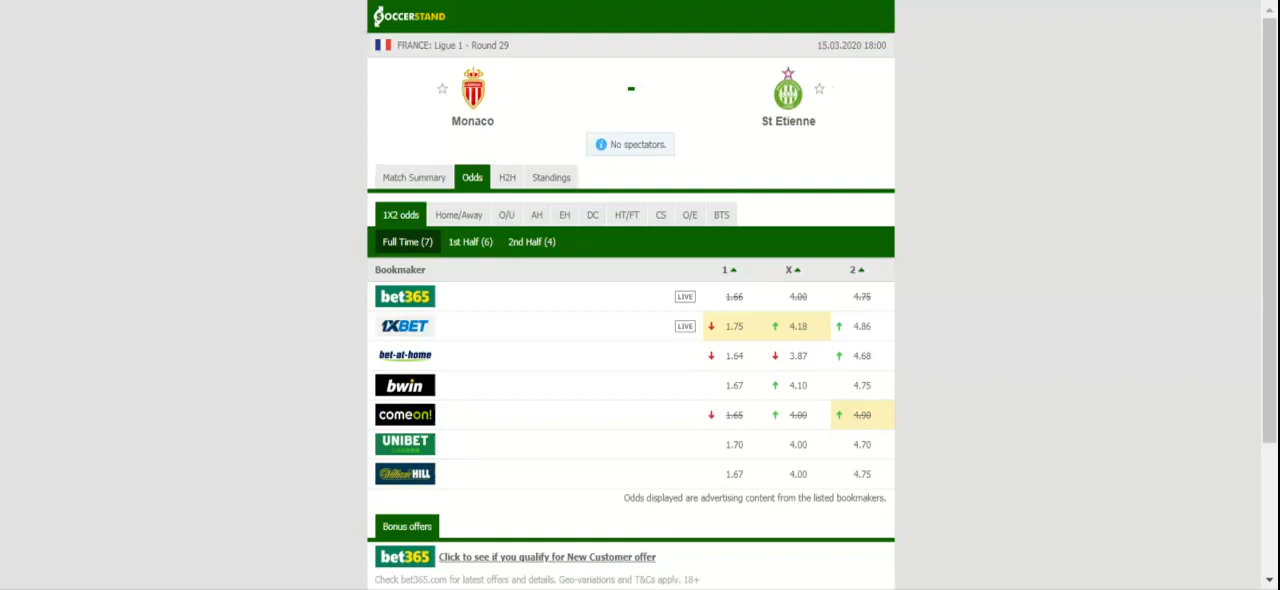 SOCCERSTAND
FRANCE: Ligue 1 - Round 29 15.03.2020 18:00
-
Monaco St Etienne
No spectators.
Match Summary Odds H2H Standings
1X2 odds Home/Away O/U AH EH DC HT/FT CS O/E BTS
Full Time (7) 1st Half (6) 2nd Half (4)
Bookmaker 1 X 2
bet365 LIVE 1.66 4.00 4.75
1XBET LIVE 1.75 4.18 4.86
bet-at-home 1.64 3.87 4.68
bwin 1.67 4.10 4.75
comeon! 1.65 4.00 4.90
UNIBET 1.70 4.00 4.70
William HILL 1.67 4.00 4.75
Odds displayed are advertising content from the listed bookmakers.
Bonus offers
bet365 Click to see if you qualify for New Customer offer
Check bet365.com for latest offers and details. Geo-variations and T&Cs apply. 18+